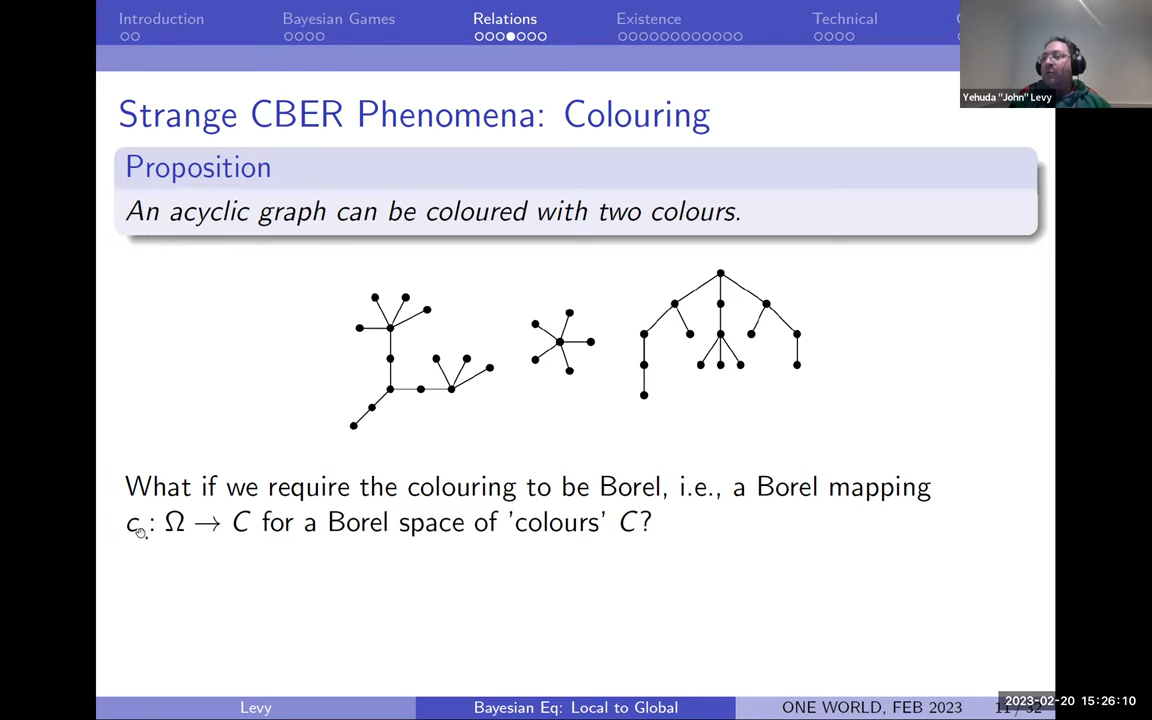 Introduction Bayesian Games Relations Existence Technical
Yehuda "John" Levy
Strange CBER Phenomena: Colouring
Proposition
An acyclic graph can be coloured with two colours.
What if we require the colouring to be Borel, i.e., a Borel mapping
c : Ω → C for a Borel space of 'colours' C?
Levy Bayesian Eq: Local to Global ONE WORLD, FEB 2023
2023-02-20 15:26:10